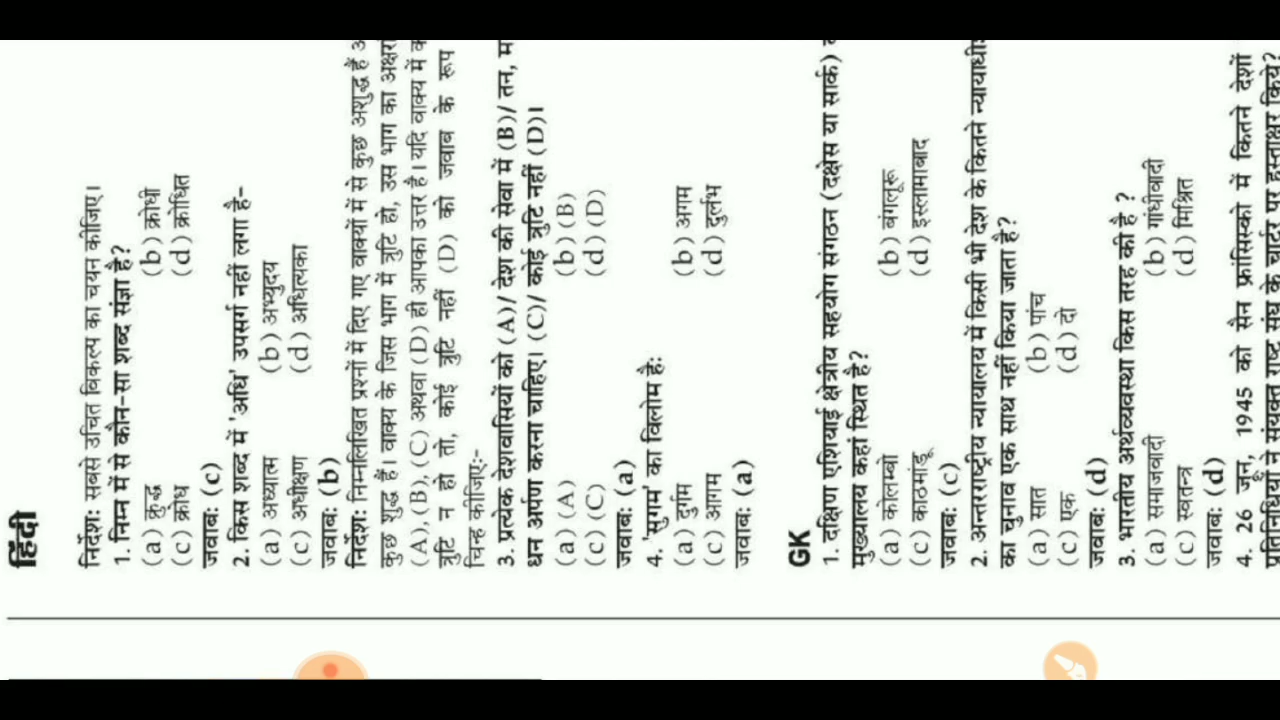 हिंदी
निर्देश: सबसे उचित विकल्प का चयन कीजिए।
1. निम्न में से कौन-सा शब्द संज्ञा है?
(a) क्रुद्ध (b) क्रोधी
(c) क्रोध (d) क्रोधित
जवाब: (c)
2. किस शब्द में 'अधि' उपसर्ग नहीं लगा है-
(a) अध्यात्म (b) अभ्युदय
(c) अधीक्षण (d) अधित्यका
जवाब: (b)
निर्देश: निम्नलिखित प्रश्नों में दिए गए वाक्यों में से कुछ अशुद्ध हैं
कुछ शुद्ध हैं। वाक्य के जिस भाग में त्रुटि हो, उस भाग का
(A), (B), (C) अथवा (D) ही आपका उत्तर है। यदि वाक्य में
त्रुटि न हो तो, कोई त्रुटि नहीं (D) को जवाब के रूप
चिन्ह कीजिए:-
3. प्रत्येक देशवासियों को (A)/ देश की सेवा में (B)/ तन,
धन अर्पण करना चाहिए। (C)/ कोई त्रुटि नहीं (D)।
(a) (A) (b) (B)
(c) (C) (d) (D)
जवाब: (a)
4. 'सुगम' का विलोम है:
(a) दुर्गम (b) अगम
(c) आगम (d) दुर्लभ
जवाब: (a)
GK
1. दक्षिण एशियाई क्षेत्रीय सहयोग संगठन (दक्षेस या सार्क)
मुख्यालय कहां स्थित है?
(a) कोलम्बो (b) बंगलूरू
(c) काठमांडू (d) इस्लामाबाद
जवाब: (c)
2. अन्तरराष्ट्रीय न्यायालय में किसी भी देश के कितने
का चुनाव एक साथ नहीं किया जाता है?
(a) सात (b) पांच
(c) एक (d) दो
जवाब: (d)
3. भारतीय अर्थव्यवस्था किस तरह की है ?
(a) समाजवादी (b) गांधीवादी
(c) स्वतन्त्र (d) मिश्रित
जवाब: (d)
4. 26 जून, 1945 को सैन फ्रांसिस्को में कितने देशों
प्रतिनिधियों ने संयुक्त राष्ट्र संघ के चार्टर पर हस्ताक्षर किये?